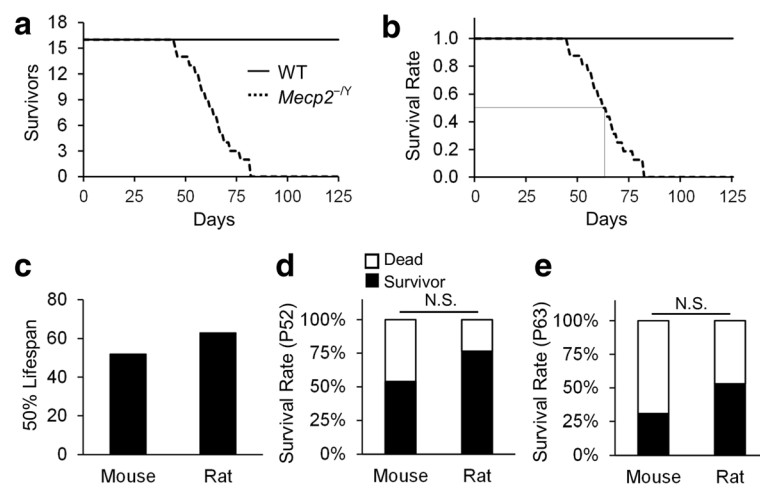 a
18
15
12
9
6
3
0
Survivors
WT
Mecp2⁻/ʸ
0 25 50 75 100 125
Days
b
1.0
0.8
0.6
0.4
0.2
0.0
Survival Rate
0 25 50 75 100 125
Days
c
80
60
40
20
0
50% Lifespan
Mouse Rat
d
Dead
Survivor
N.S.
100%
75%
50%
25%
0%
Survival Rate (P52)
Mouse Rat
e
N.S.
100%
75%
50%
25%
0%
Survival Rate (P63)
Mouse Rat